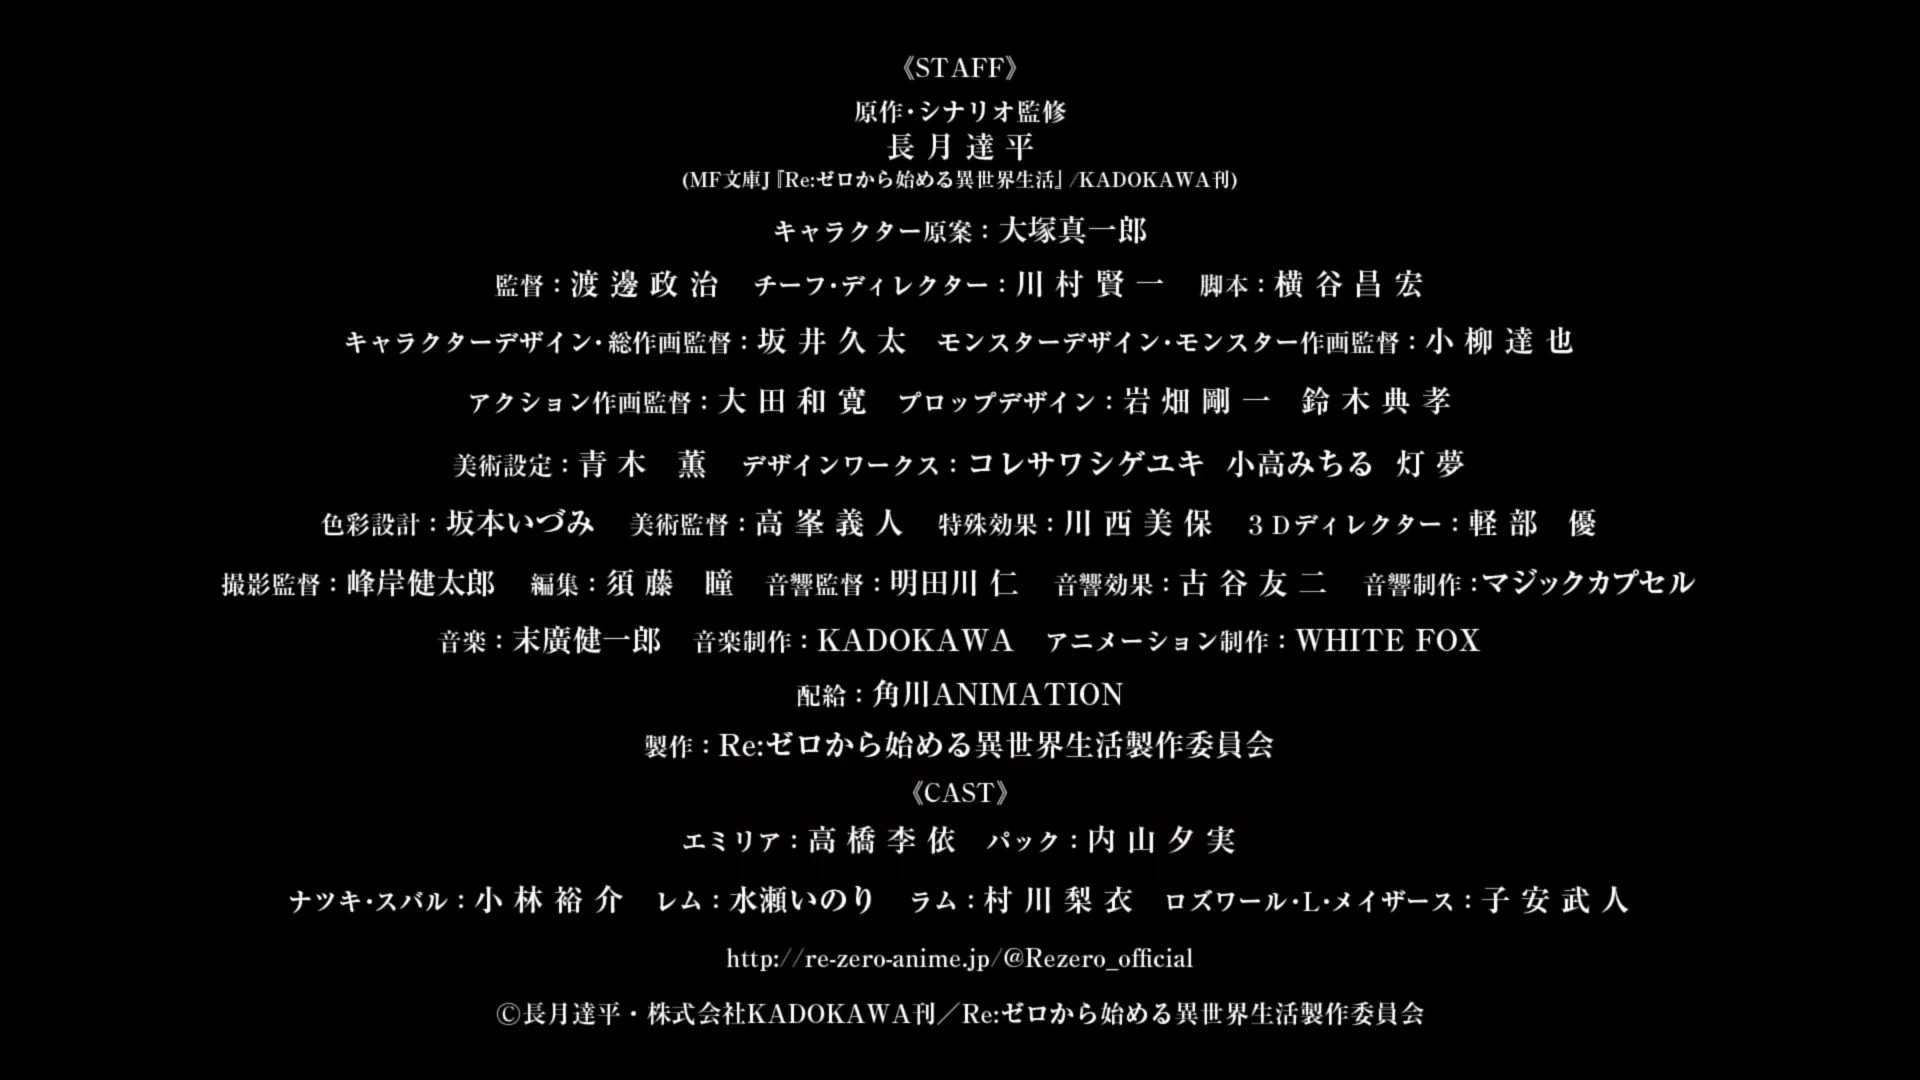 《STAFF》
原作・シナリオ監修
長月達平
(MF文庫J『Re:ゼロから始める異世界生活』/KADOKAWA刊)
キャラクター原案：大塚真一郎
監督：渡邊政治　チーフ・ディレクター：川村賢一　脚本：横谷昌宏
キャラクターデザイン・総作画監督：坂井久太　モンスターデザイン・モンスター作画監督：小柳達也
アクション作画監督：大田和寛　プロップデザイン：岩畑剛一　鈴木典孝
美術設定：青木　薫　デザインワークス：コレサワシゲユキ　小高みちる　灯夢
色彩設計：坂本いづみ　美術監督：高峯義人　特殊効果：川西美保　３Dディレクター：軽部　優
撮影監督：峰岸健太郎　編集：須藤　瞳　音響監督：明田川仁　音響効果：古谷友二　音響制作：マジックカプセル
音楽：末廣健一郎　音楽制作：KADOKAWA　アニメーション制作：WHITE FOX
配給：角川ANIMATION
製作：Re:ゼロから始める異世界生活製作委員会
《CAST》
エミリア：高橋李依　パック：内山夕実
ナツキ・スバル：小林裕介　レム：水瀬いのり　ラム：村川梨衣　ロズワール・L・メイザース：子安武人
http://re-zero-anime.jp/@Rezero_official
©長月達平・株式会社KADOKAWA刊／Re:ゼロから始める異世界生活製作委員会